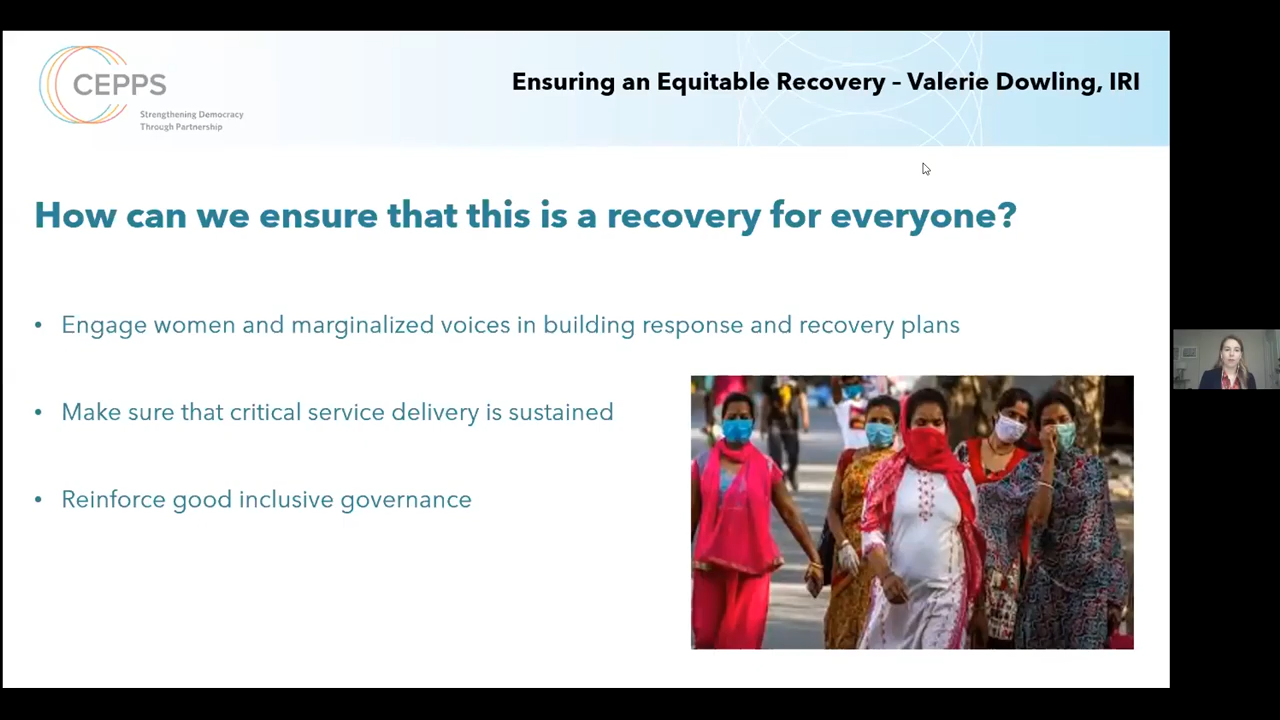 CEPPS
Strengthening Democracy
Through Partnership
Ensuring an Equitable Recovery – Valerie Dowling, IRI
How can we ensure that this is a recovery for everyone?
• Engage women and marginalized voices in building response and recovery plans
• Make sure that critical service delivery is sustained
• Reinforce good inclusive governance